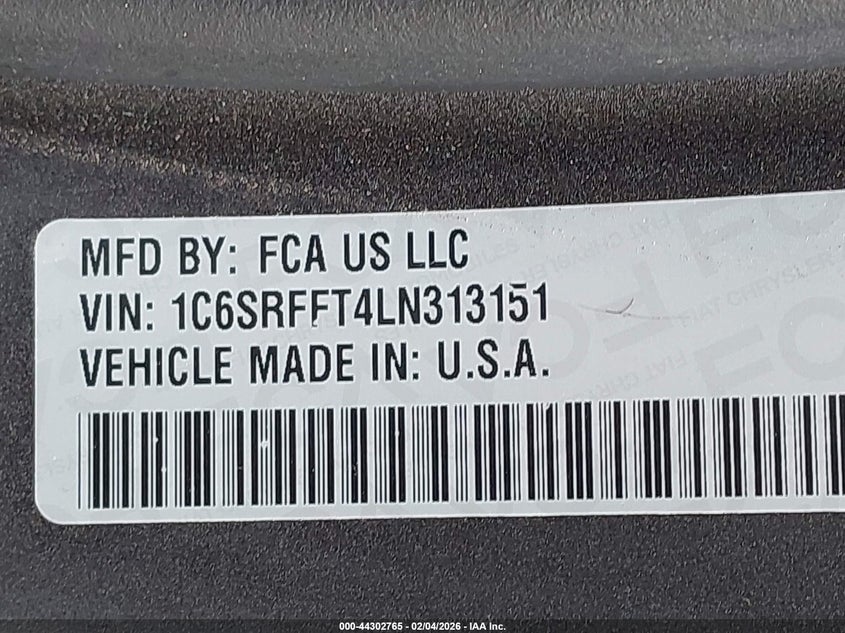 MFD BY: FCA US LLC
VIN: 1C6SRFFT4LN313151
VEHICLE MADE IN: U.S.A.
000-44302765 - 02/04/2026 - IAA Inc.